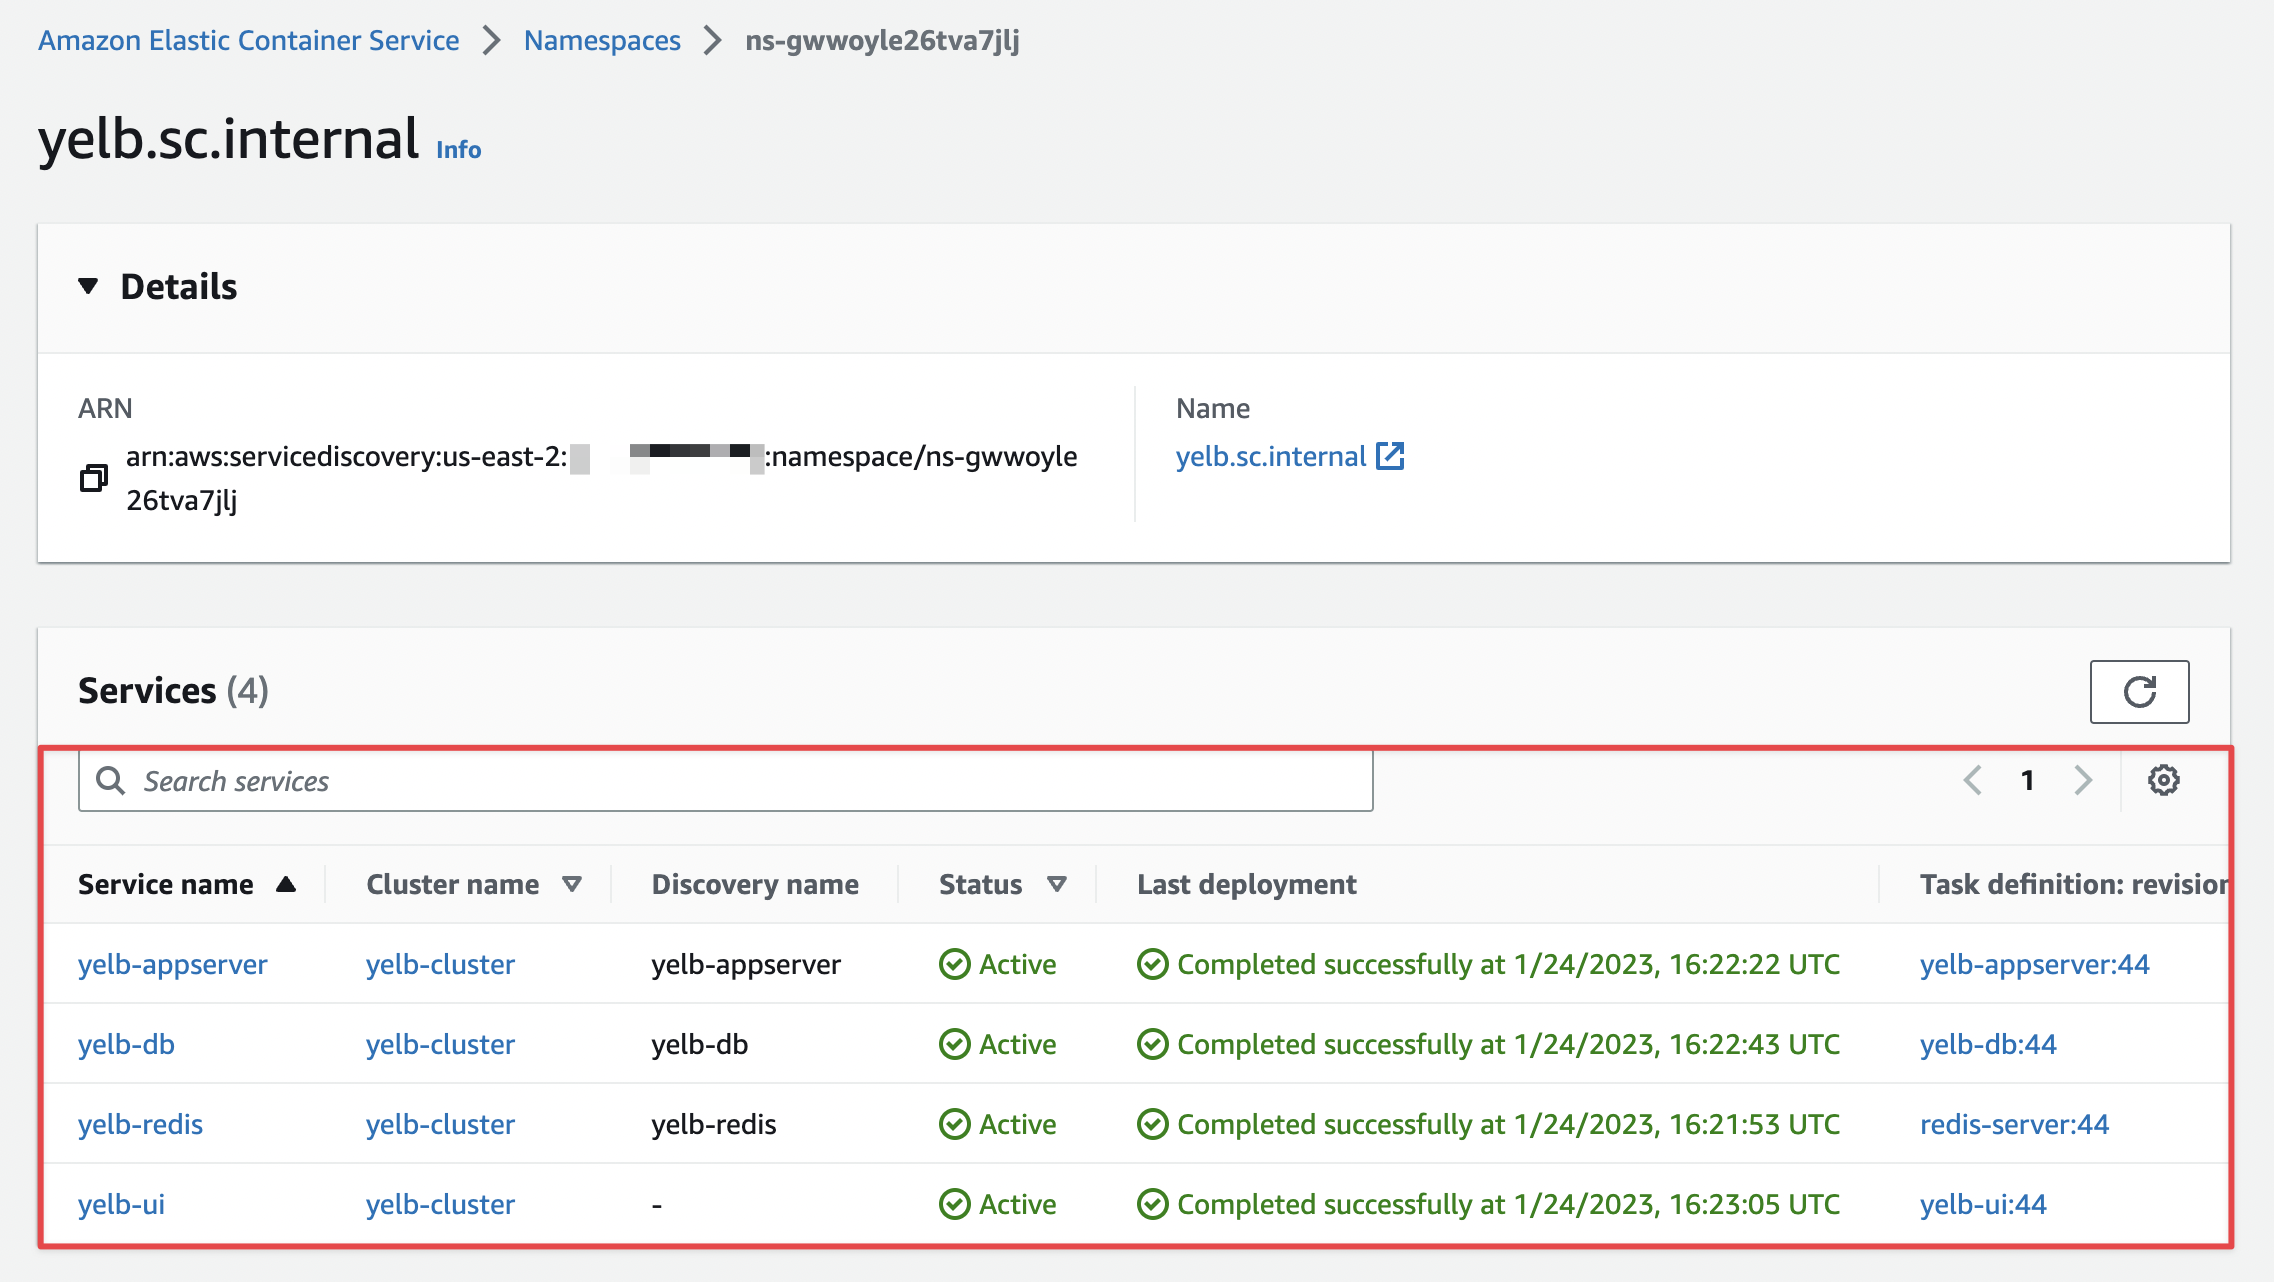 Amazon Elastic Container Service > Namespaces > ns-gwwoyle26tva7jlj
yelb.sc.internal Info
Details
ARN
arn:aws:servicediscovery:us-east-2: :namespace/ns-gwwoyle
26tva7jlj
Name
yelb.sc.internal
Services (4)
Search services
1
Service name Cluster name Discovery name Status Last deployment Task definition: revision
yelb-appserver yelb-cluster yelb-appserver Active Completed successfully at 1/24/2023, 16:22:22 UTC yelb-appserver:44
yelb-db yelb-cluster yelb-db Active Completed successfully at 1/24/2023, 16:22:43 UTC yelb-db:44
yelb-redis yelb-cluster yelb-redis Active Completed successfully at 1/24/2023, 16:21:53 UTC redis-server:44
yelb-ui yelb-cluster - Active Completed successfully at 1/24/2023, 16:23:05 UTC yelb-ui:44